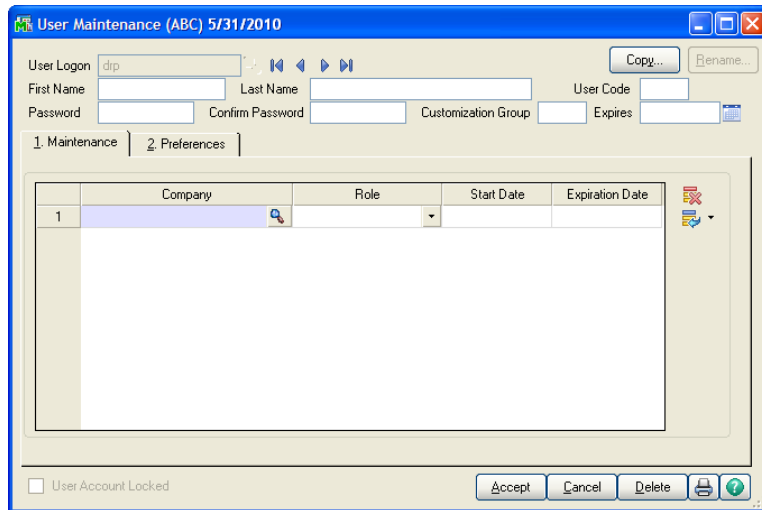 User Maintenance (ABC) 5/31/2010
User Logon drp Copy... Rename...
First Name Last Name User Code
Password Confirm Password Customization Group Expires
1. Maintenance 2. Preferences
Company Role Start Date Expiration Date
1
User Account Locked Accept Cancel Delete